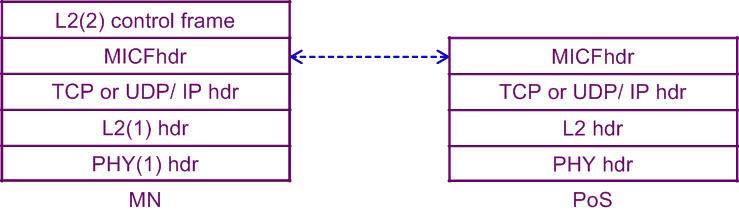 L2(2) control frame
MICFhdr
TCP or UDP/ IP hdr
L2(1) hdr
PHY(1) hdr
MN
MICFhdr
TCP or UDP/ IP hdr
L2 hdr
PHY hdr
PoS